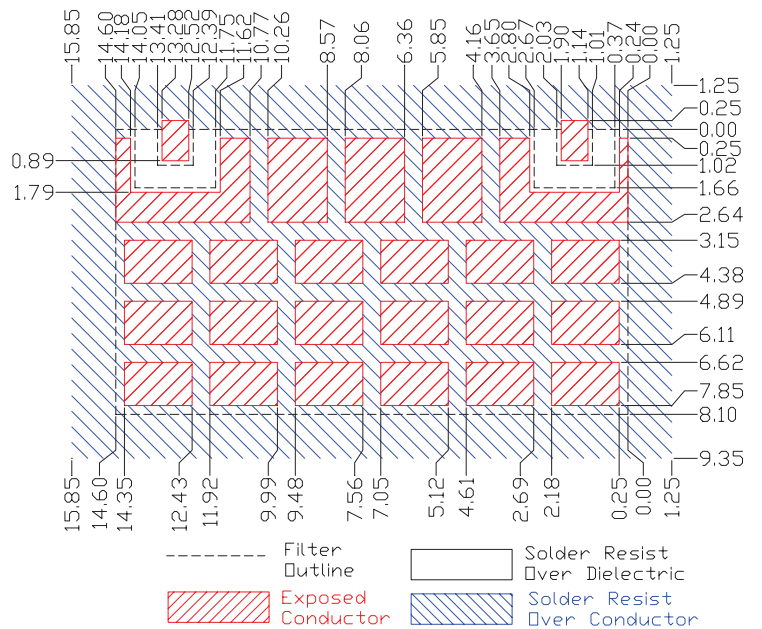 15.85 14.60 14.18 14.05 13.41 13.28 12.52 12.39 11.75 11.62 10.77 10.26 8.57 8.06 6.36 5.85 4.16 3.65 2.80 2.67 2.03 1.90 1.14 1.01 0.37 0.24 0.00 1.25
1.25
0.25
0.00
0.25
0.89
1.02
1.79
1.66
2.64
3.15
4.38
4.89
6.11
6.62
7.85
8.10
9.35
15.85 14.60 14.35 12.43 11.92 9.99 9.48 7.56 7.05 5.12 4.61 2.69 2.18 0.25 0.00 1.25
Filter
Outline
Solder Resist
Over Dielectric
Exposed
Conductor
Solder Resist
Over Conductor